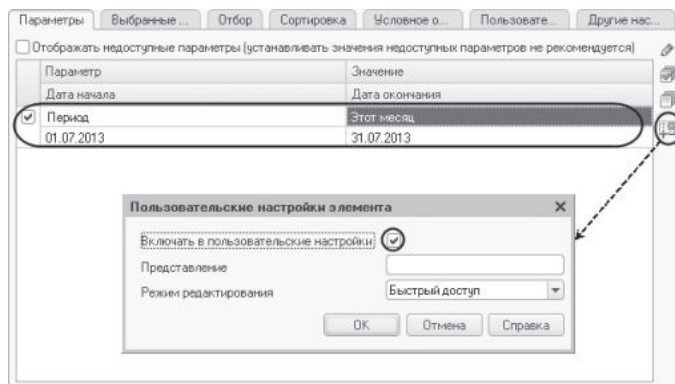 Параметры Выбранные ... Отбор Сортировка Условное о... Пользовате... Другие нас...
Отображать недоступные параметры (устанавливать значения недоступных параметров не рекомендуется)
Параметр Значение
Дата начала Дата окончания
Период Этот месяц
01.07.2013 31.07.2013
Пользовательские настройки элемента
Включать в пользовательские настройки:
Представление
Режим редактирования Быстрый доступ
ОК Отмена Справка